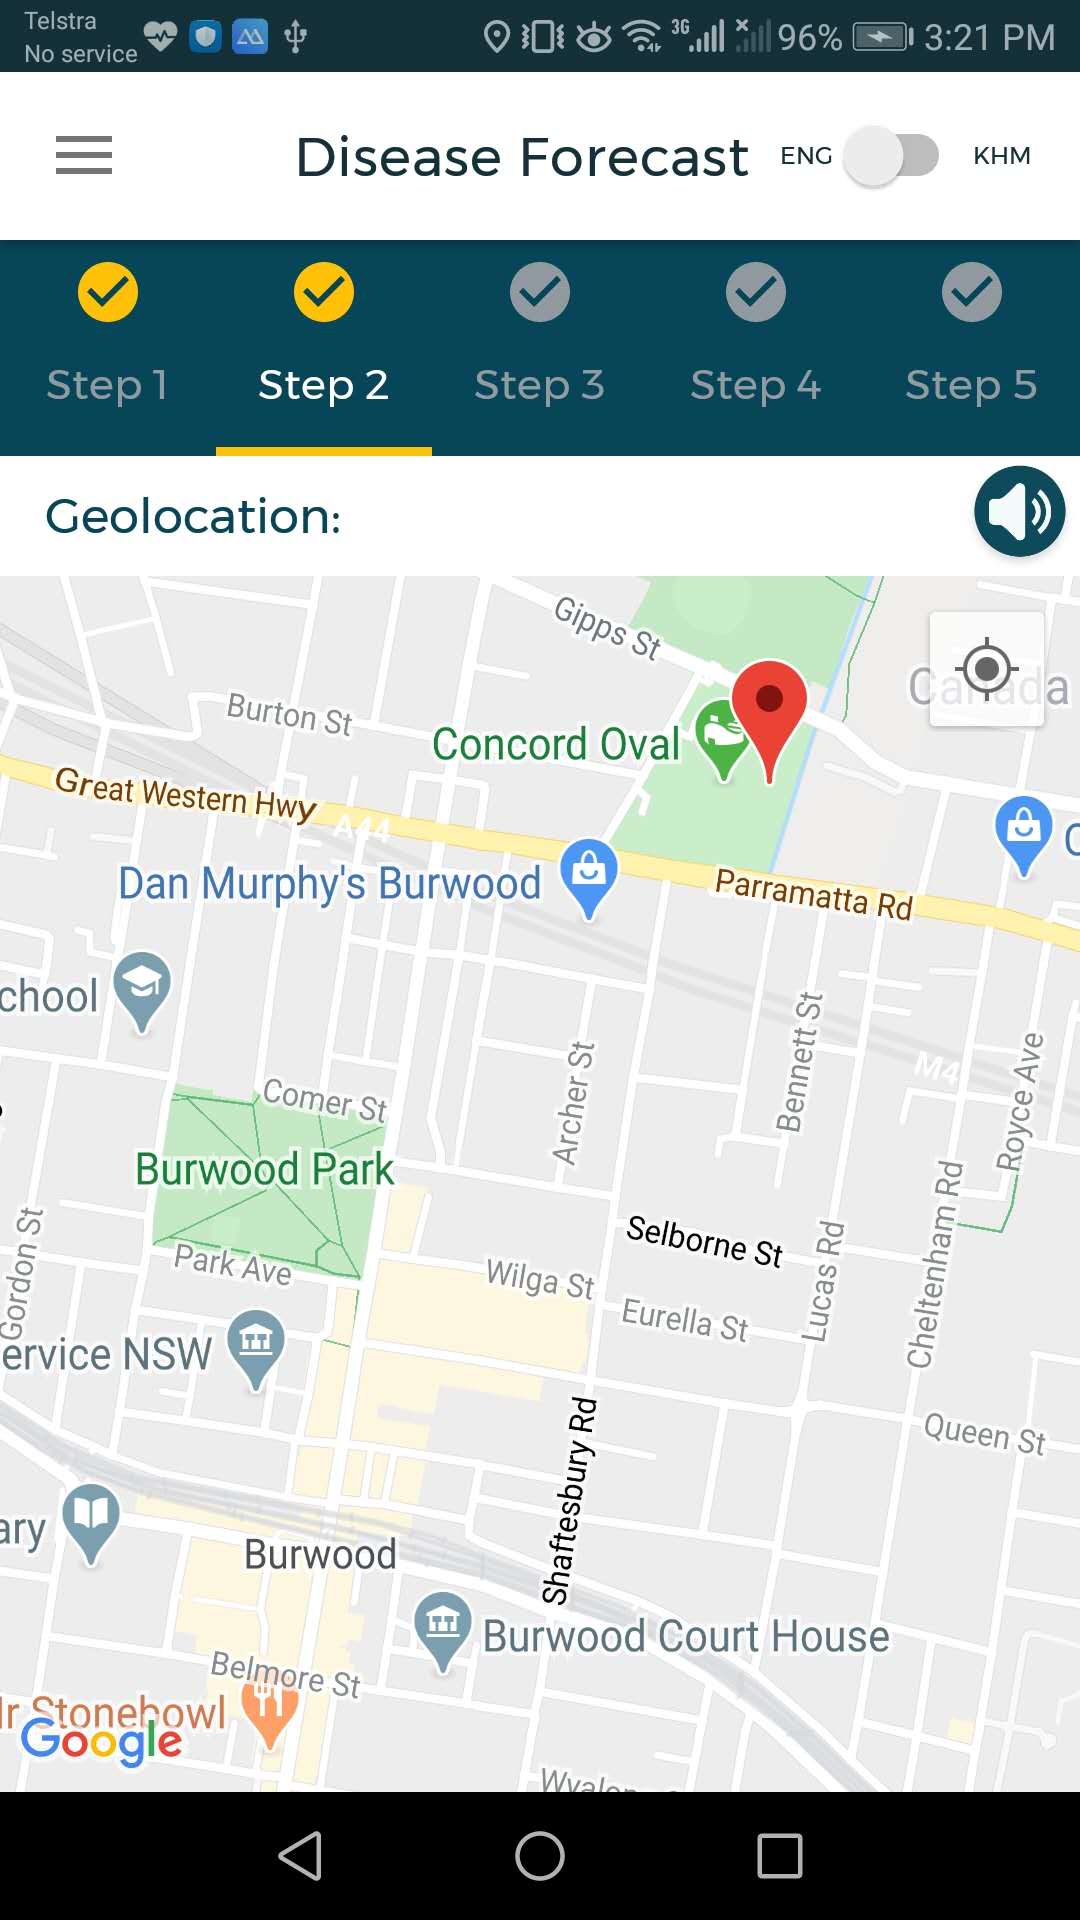 Telstra
No service
3G
96%
3:21 PM
Disease Forecast
ENG
KHM
Step 1
Step 2
Step 3
Step 4
Step 5
Geolocation:
Gipps St
Canada
Burton St
Concord Oval
Great Western Hwy
A44
C
Dan Murphy's Burwood
Parramatta Rd
chool
Bennett St
Archer St
M4
Royce Ave
Comer St
Burwood Park
Gordon St
Selborne St
Cheltenham Rd
Park Ave
Wilga St
Lucas Rd
Eurella St
ervice NSW
Shaftesbury Rd
Queen St
ary
Burwood
Burwood Court House
Belmore St
r Stonebowl
Google